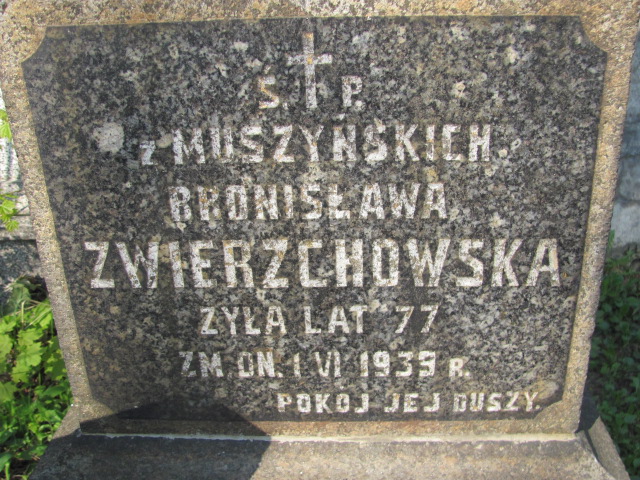 Ś. P.
z MUSZYŃSKICH
BRONISŁAWA
ZWIERZCHOWSKA
ŻYŁA LAT 77
ZM DN. 1 VI 1939 R.
POKÓJ JEJ DUSZY.